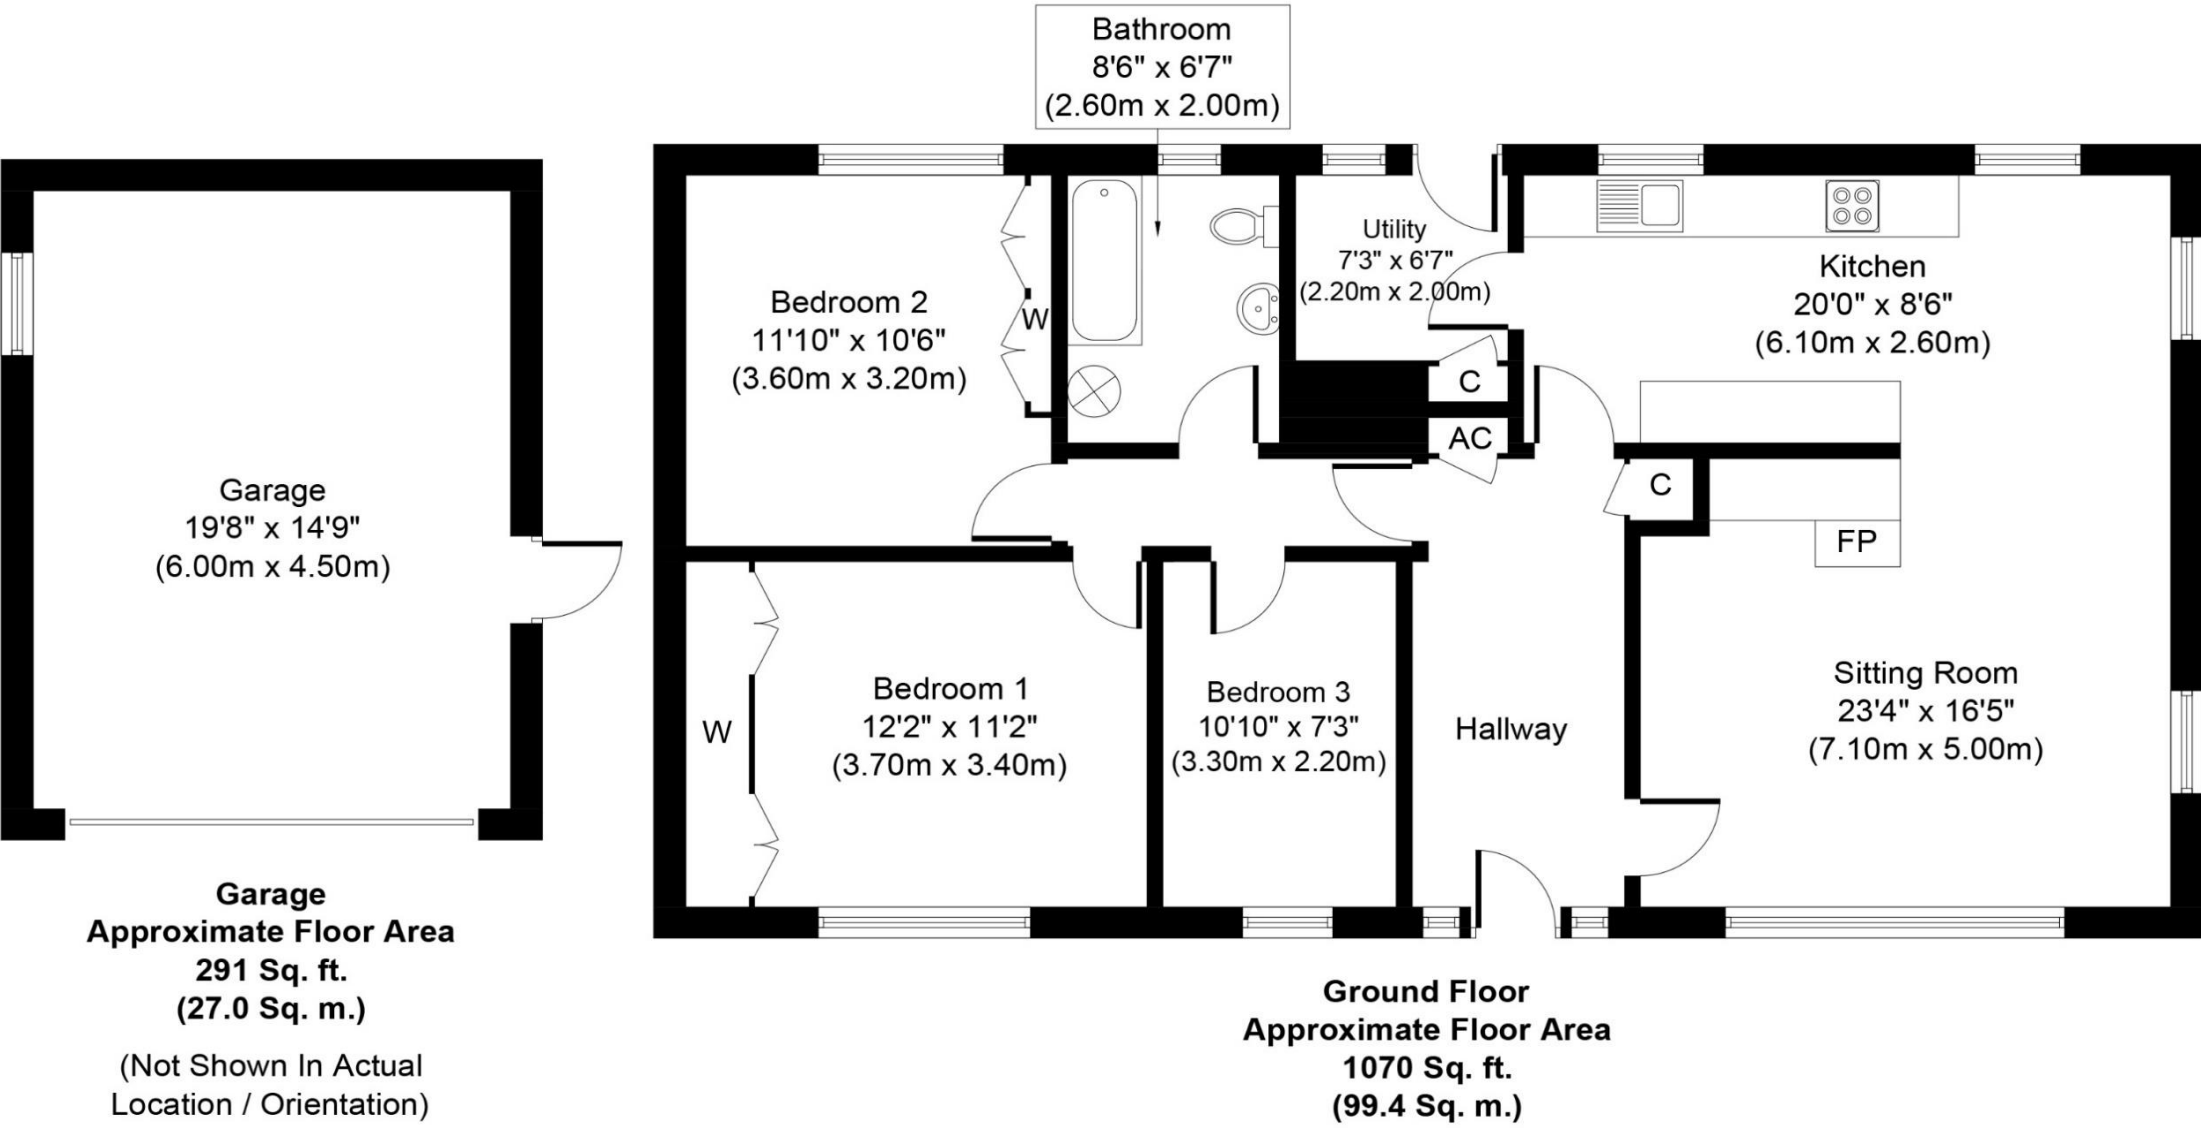 Bathroom
8'6" x 6'7"
(2.60m x 2.00m)
Utility
7'3" x 6'7"
(2.20m x 2.00m)
Kitchen
20'0" x 8'6"
(6.10m x 2.60m)
Bedroom 2
11'10" x 10'6"
(3.60m x 3.20m)
W
C
AC
C
FP
Garage
19'8" x 14'9"
(6.00m x 4.50m)
Bedroom 1
12'2" x 11'2"
(3.70m x 3.40m)
W
Bedroom 3
10'10" x 7'3"
(3.30m x 2.20m)
Hallway
Sitting Room
23'4" x 16'5"
(7.10m x 5.00m)
Garage
Approximate Floor Area
291 Sq. ft.
(27.0 Sq. m.)
(Not Shown In Actual
Location / Orientation)
Ground Floor
Approximate Floor Area
1070 Sq. ft.
(99.4 Sq. m.)